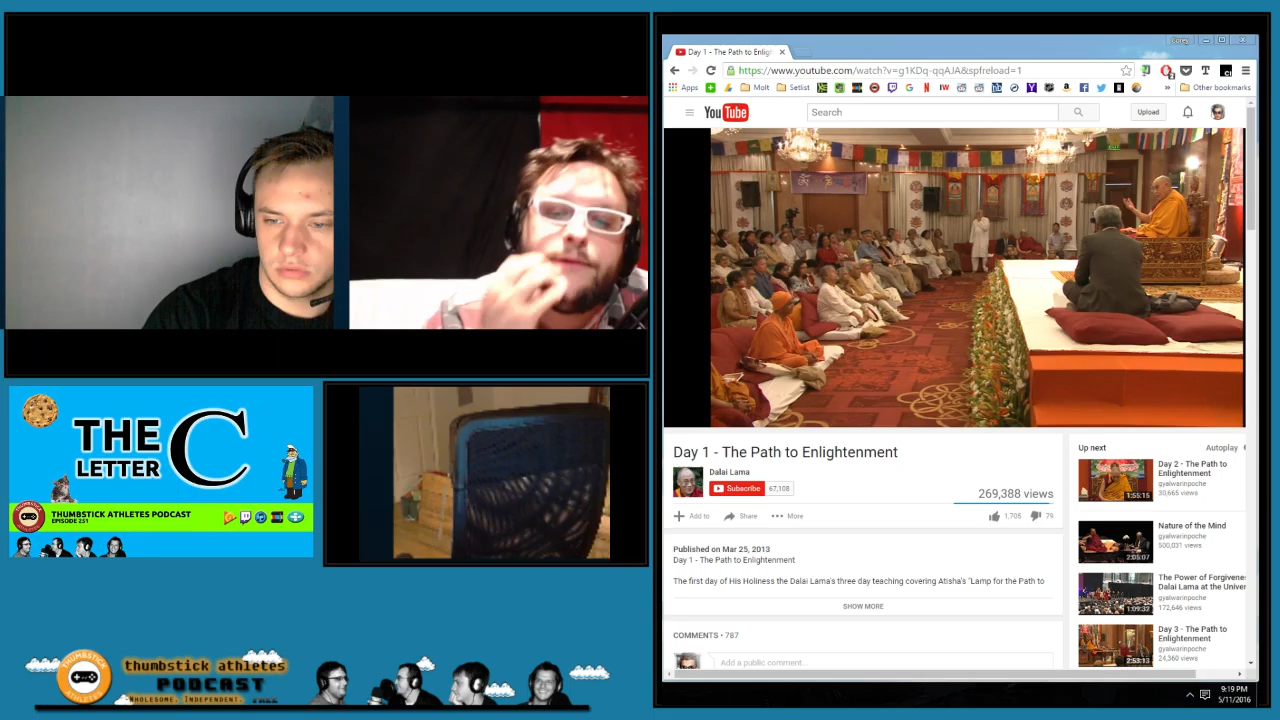 THE
LETTER
C
THUMBSTICK ATHLETES PODCAST
EPISODE 251
THUMBSTICK
ATHLETES
thumbstick athletes
PODCAST
WHOLESOME. INDEPENDENT. FREE
Corey
Day 1 - The Path to Enligh
https://www.youtube.com/watch?v=g1KDq-qqAJA&spfreload=1
Apps
Molt
Setlist
Other bookmarks
YouTube
Search
Upload
Day 1 - The Path to Enlightenment
Dalai Lama
Subscribe 67,108
269,388 views
Add to Share More
1,705 79
Published on Mar 25, 2013
Day 1 - The Path to Enlightenment
The first day of His Holiness the Dalai Lama's three day teaching covering Atisha's "Lamp for the Path to
SHOW MORE
COMMENTS • 787
Add a public comment...
Up next Autoplay
Day 2 - The Path to
Enlightenment
30,665 views
1:55:15
Nature of the Mind
gyalwarinpoche
500,031 views
2:05:07
The Power of Forgivenes
Dalai Lama at the Univer
gyalwarinpoche
172,646 views
1:09:32
Day 3 - The Path to
Enlightenment
gyalwarinpoche
24,360 views
2:53:13
9:19 PM
5/11/2016